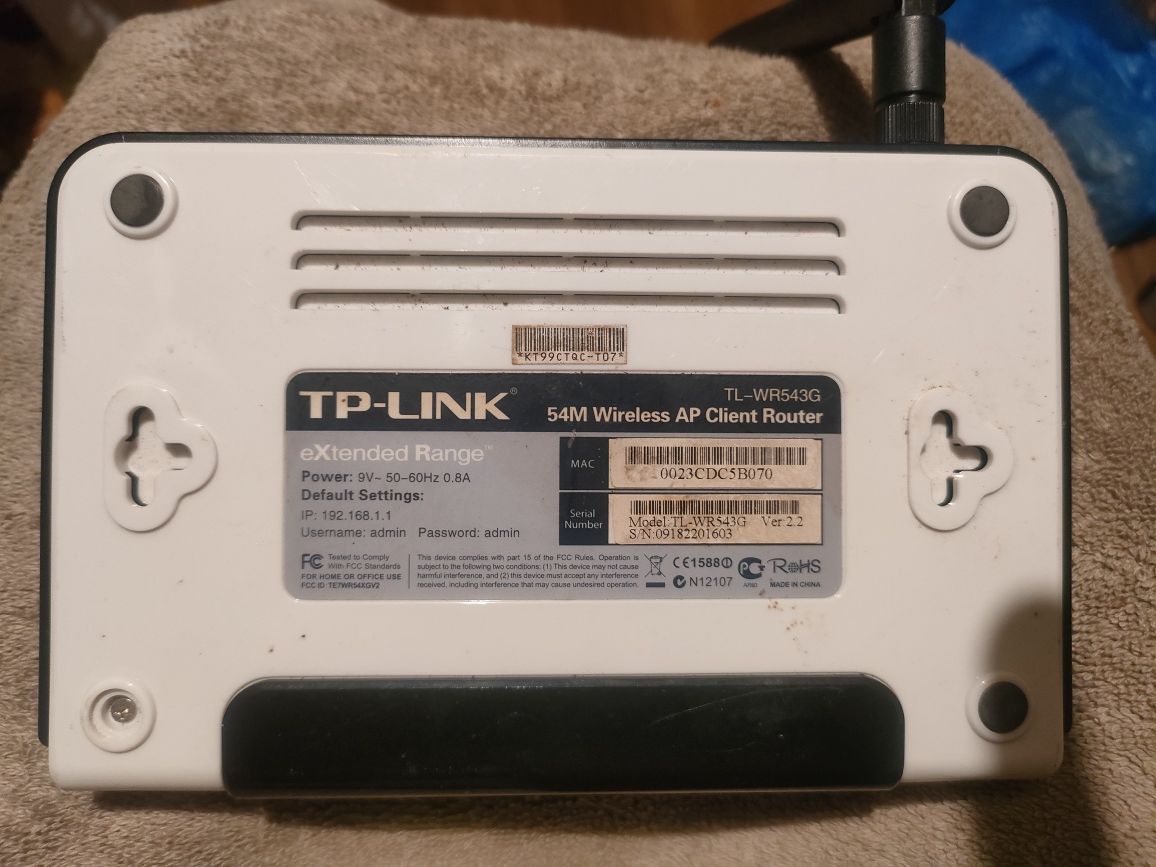 *KT99CTQC-T07*
TP-LINK®
TL-WR543G
54M Wireless AP Client Router
eXtended Range™
Power: 9V~ 50-60Hz 0.8A
Default Settings:
IP: 192.168.1.1
Username: admin Password: admin
MAC
0023CDC5B070
Serial
Number
Model:TL-WR543G Ver:2.2
S/N:09182201603
FC Tested to Comply
With FCC Standards
FOR HOME OR OFFICE USE
FCC ID: TE7WR5AXGV2
This device complies with part 15 of the FCC Rules. Operation is
subject to the following two conditions: (1) This device may not cause
harmful interference, and (2) this device must accept any interference
received, including interference that may cause undesired operation.
CE1588
N12107
RoHS
MADE IN CHINA